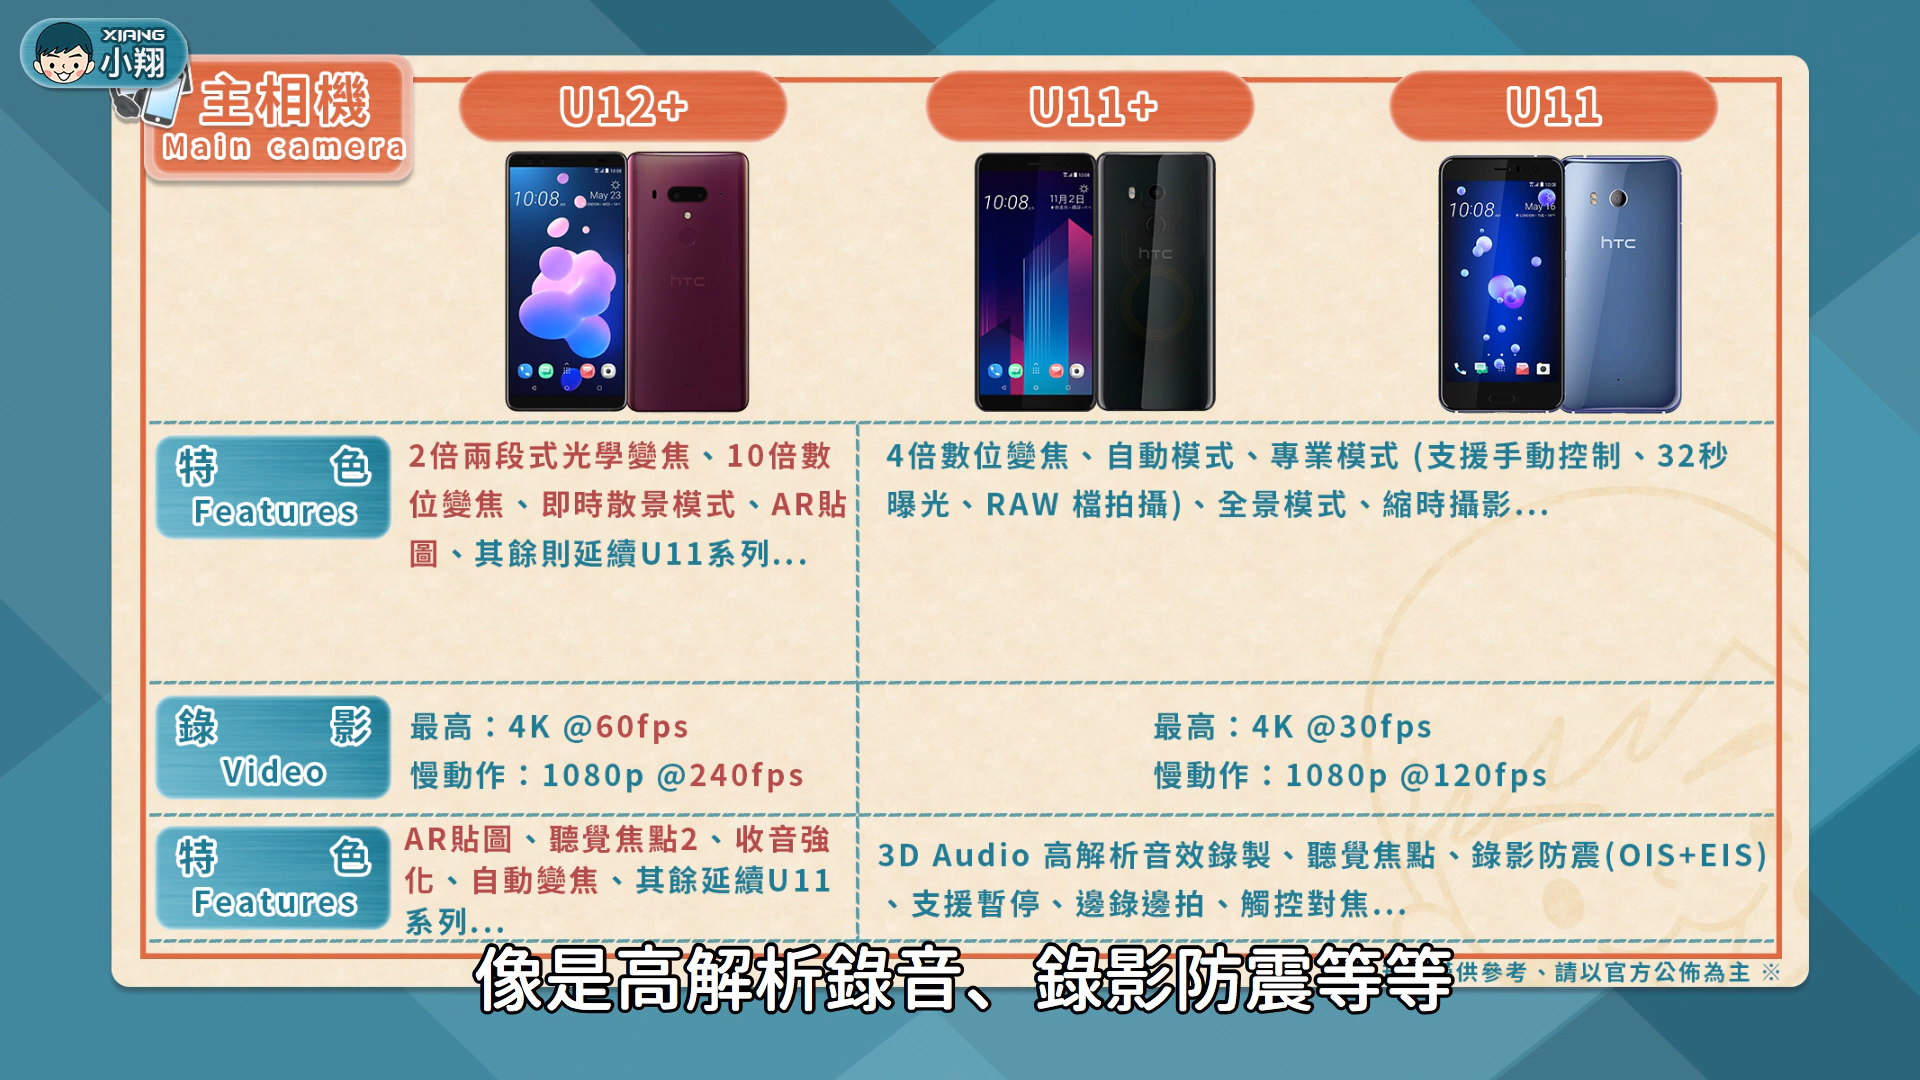 XIANG
小翔
主相機
Main camera
U12+
U11+
U11
10:08
May 23
10:08
11月2日
10:08
May 16
htc
htc
htc
特色
Features
2倍兩段式光學變焦、10倍數
位變焦、即時散景模式、AR貼
圖、其餘則延續U11系列...
4倍數位變焦、自動模式、專業模式 (支援手動控制、32秒
曝光、RAW 檔拍攝)、全景模式、縮時攝影...
錄影
Video
最高：4K @60fps
慢動作：1080p @240fps
最高：4K @30fps
慢動作：1080p @120fps
特色
Features
AR貼圖、聽覺焦點2、收音強
化、自動變焦、其餘延續U11
系列...
3D Audio 高解析音效錄製、聽覺焦點、錄影防震(OIS+EIS)
、支援暫停、邊錄邊拍、觸控對焦...
供參考、請以官方公佈為主 ※
像是高解析錄音、錄影防震等等